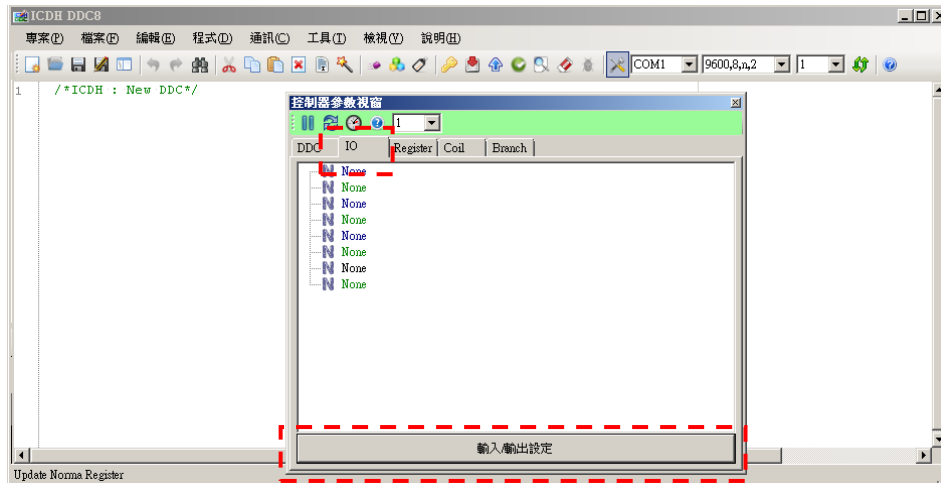 ICDH DDC8
專案(P) 檔案(F) 編輯(E) 程式(D) 通訊(C) 工具(T) 檢視(V) 說明(H)
COM1 9600,8,n,2 1
1 /*ICDH : New DDC*/
控制器參數視窗
1
DDC IO Register Coil Branch
None
None
None
None
None
None
None
None
輸入/輸出設定
Update Norma Register